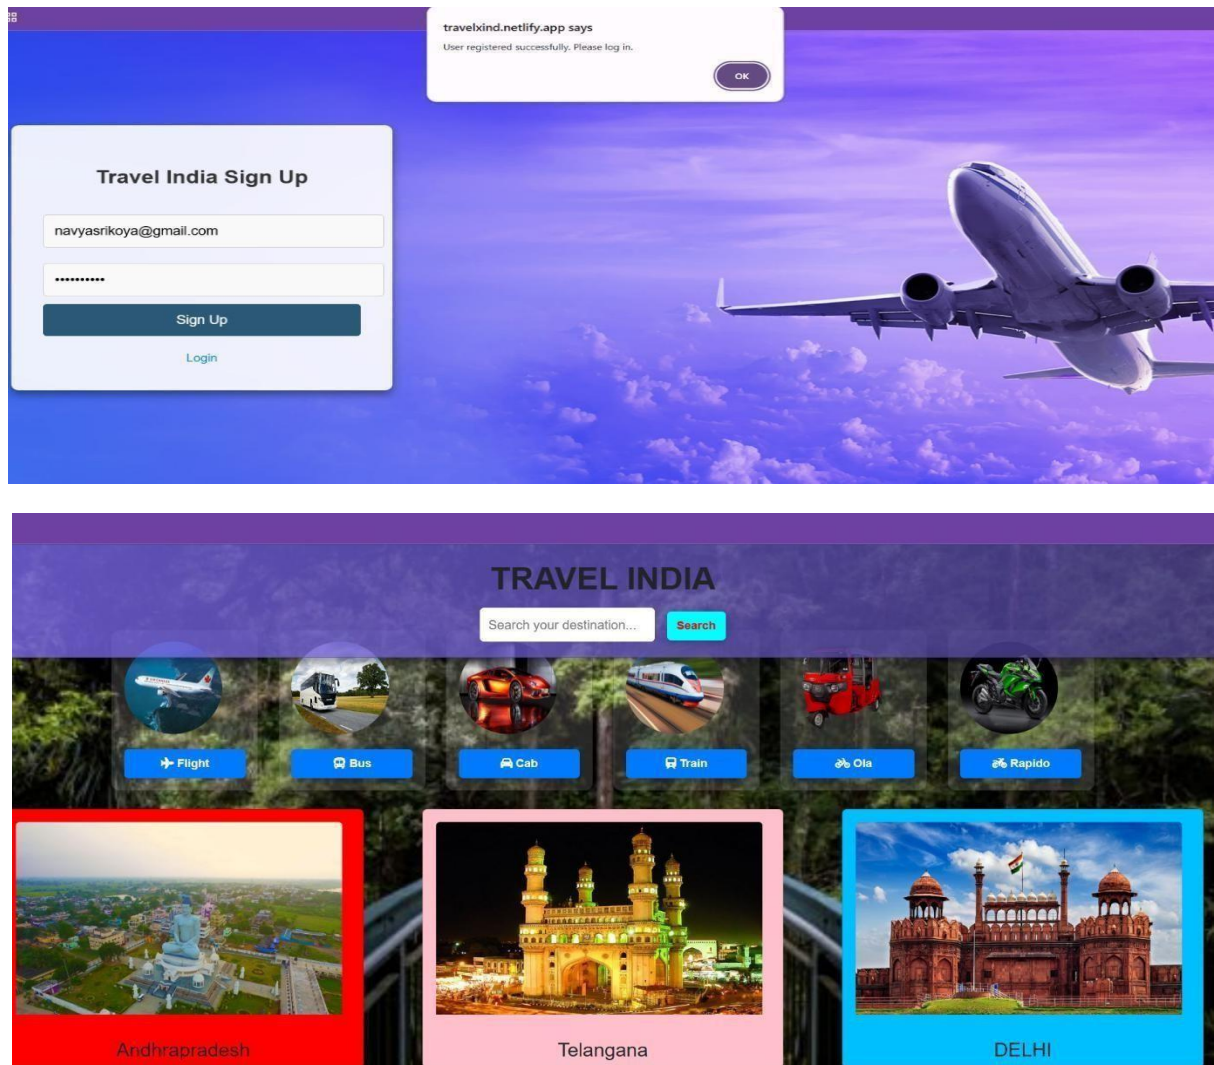 travelxind.netlify.app says
User registered successfully. Please log in.
OK
Travel India Sign Up
navyasrikoya@gmail.com
••••••••••
Sign Up
Login
TRAVEL INDIA
Search your destination... Search
Flight Bus Cab Train Ola Rapido
Andhrapradesh Telangana DELHI